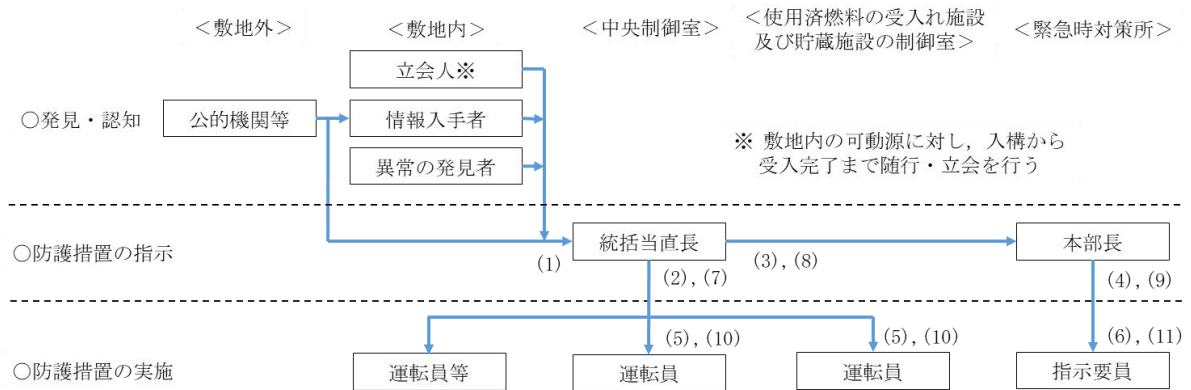 ＜敷地外＞
＜敷地内＞
＜中央制御室＞
＜使用済燃料の受入れ施設
及び貯蔵施設の制御室＞
＜緊急時対策所＞
立会人※
○発見・認知
公的機関等
情報入手者
異常の発見者
※ 敷地内の可動源に対し，入構から
受入完了まで随行・立会を行う
○防護措置の指示
統括当直長
本部長
(1)
(2), (7)
(3), (8)
(4), (9)
(5), (10)
(5), (10)
(6), (11)
○防護措置の実施
運転員等
運転員
運転員
指示要員